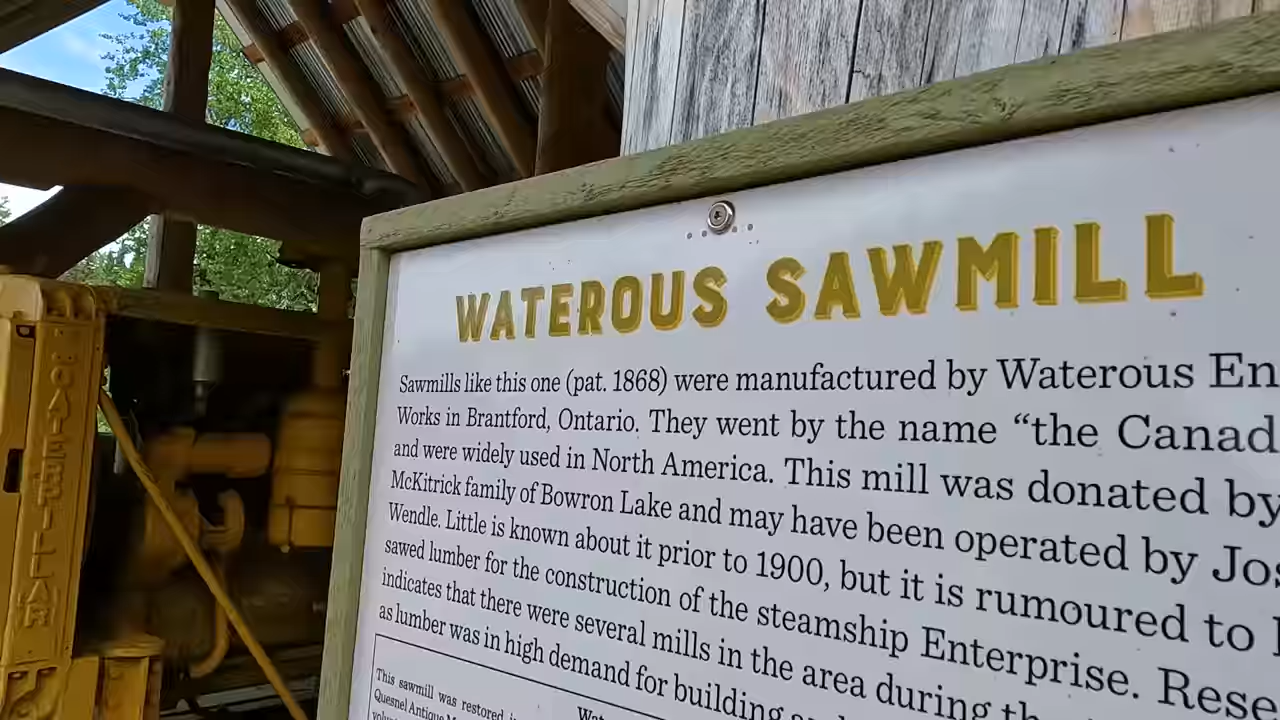 CATERPILLAR
WATEROUS SAWMILL
Sawmills like this one (pat. 1868) were manufactured by Waterous En
Works in Brantford, Ontario. They went by the name “the Canad
and were widely used in North America. This mill was donated by
McKitrick family of Bowron Lake and may have been operated by Jos
Wendle. Little is known about it prior to 1900, but it is rumoured to
sawed lumber for the construction of the steamship Enterprise. Rese
indicates that there were several mills in the area during th
as lumber was in high demand for building
This sawmill was restored
Quesnel Antique